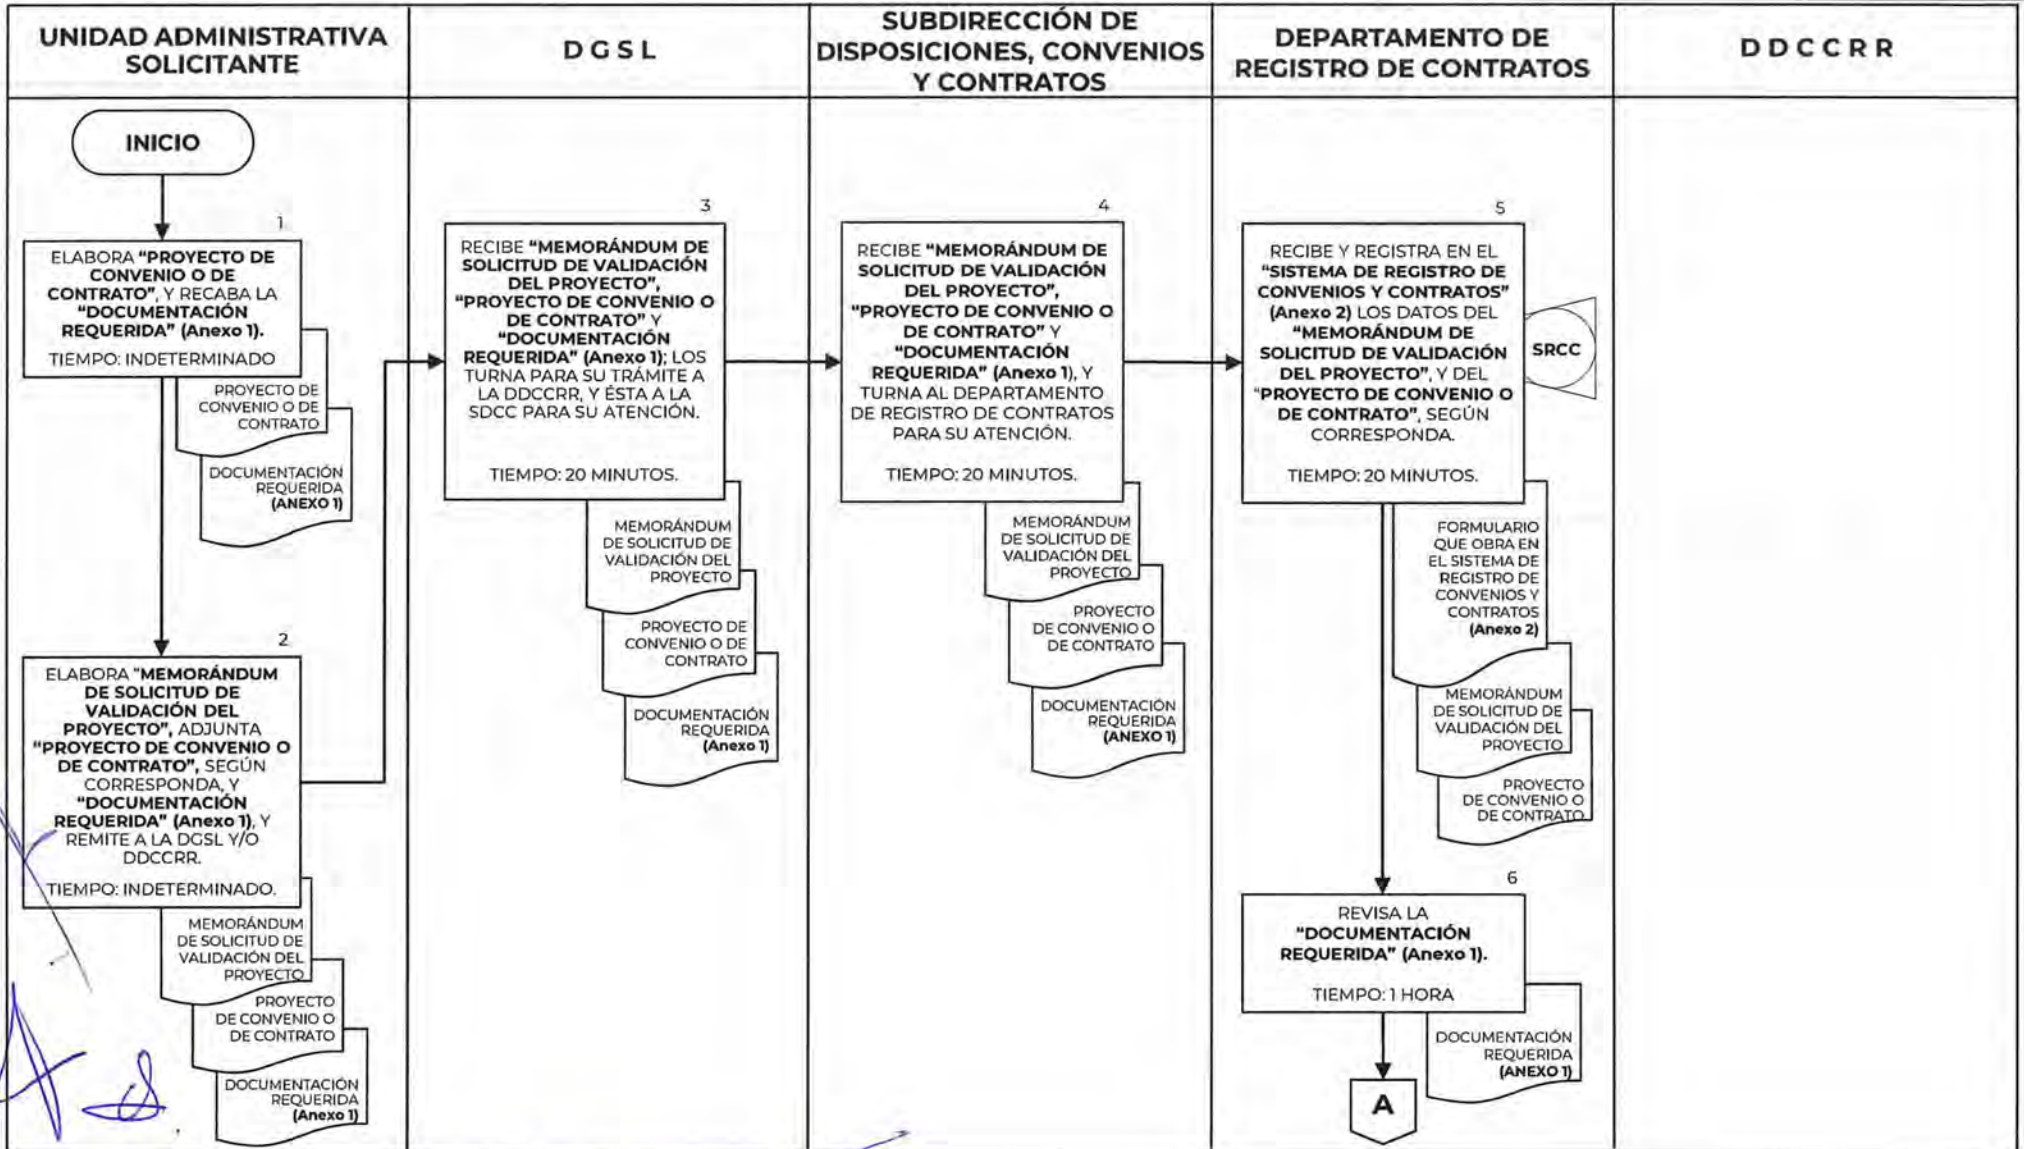 UNIDAD ADMINISTRATIVA
SOLICITANTE
D G S L
SUBDIRECCIÓN DE
DISPOSICIONES, CONVENIOS
Y CONTRATOS
DEPARTAMENTO DE
REGISTRO DE CONTRATOS
D D C C R R
INICIO
1
ELABORA “PROYECTO DE
CONVENIO O DE
CONTRATO”, Y RECABA LA
“DOCUMENTACIÓN
REQUERIDA” (Anexo 1).
TIEMPO: INDETERMINADO
PROYECTO DE
CONVENIO O DE
CONTRATO
DOCUMENTACIÓN
REQUERIDA
(ANEXO 1)
2
ELABORA “MEMORÁNDUM
DE SOLICITUD DE
VALIDACIÓN DEL
PROYECTO”, ADJUNTA
“PROYECTO DE CONVENIO O
DE CONTRATO”, SEGÚN
CORRESPONDA, Y
“DOCUMENTACIÓN
REQUERIDA” (Anexo 1), Y
REMITE A LA DGSL Y/O
DDCCRR.
TIEMPO: INDETERMINADO.
MEMORÁNDUM
DE SOLICITUD DE
VALIDACIÓN DEL
PROYECTO
PROYECTO
DE CONVENIO O
DE CONTRATO
DOCUMENTACIÓN
REQUERIDA
(Anexo 1)
3
RECIBE “MEMORÁNDUM DE
SOLICITUD DE VALIDACIÓN
DEL PROYECTO”,
“PROYECTO DE CONVENIO O
DE CONTRATO” Y
“DOCUMENTACIÓN
REQUERIDA” (Anexo 1); LOS
TURNA PARA SU TRÁMITE A
LA DDCCRR, Y ÉSTA A LA
SDCC PARA SU ATENCIÓN.
TIEMPO: 20 MINUTOS.
MEMORÁNDUM
DE SOLICITUD DE
VALIDACIÓN DEL
PROYECTO
PROYECTO DE
CONVENIO O DE
CONTRATO
DOCUMENTACIÓN
REQUERIDA
(Anexo 1)
4
RECIBE “MEMORÁNDUM DE
SOLICITUD DE VALIDACIÓN
DEL PROYECTO”,
“PROYECTO DE CONVENIO O
DE CONTRATO” Y
“DOCUMENTACIÓN
REQUERIDA” (Anexo 1), Y
TURNA AL DEPARTAMENTO
DE REGISTRO DE CONTRATOS
PARA SU ATENCIÓN.
TIEMPO: 20 MINUTOS.
MEMORÁNDUM
DE SOLICITUD DE
VALIDACIÓN DEL
PROYECTO
PROYECTO
DE CONVENIO O
DE CONTRATO
DOCUMENTACIÓN
REQUERIDA
(ANEXO 1)
5
RECIBE Y REGISTRA EN EL
“SISTEMA DE REGISTRO DE
CONVENIOS Y CONTRATOS”
(Anexo 2) LOS DATOS DEL
“MEMORÁNDUM DE
SOLICITUD DE VALIDACIÓN
DEL PROYECTO”, Y DEL
“PROYECTO DE CONVENIO O
DE CONTRATO”, SEGÚN
CORRESPONDA.
TIEMPO: 20 MINUTOS.
SRCC
FORMULARIO
QUE OBRA EN
EL SISTEMA DE
REGISTRO DE
CONVENIOS Y
CONTRATOS
(Anexo 2)
MEMORÁNDUM
DE SOLICITUD DE
VALIDACIÓN DEL
PROYECTO
PROYECTO
DE CONVENIO O
DE CONTRATO
6
REVISA LA
“DOCUMENTACIÓN
REQUERIDA” (Anexo 1).
TIEMPO: 1 HORA
DOCUMENTACIÓN
REQUERIDA
(ANEXO 1)
A